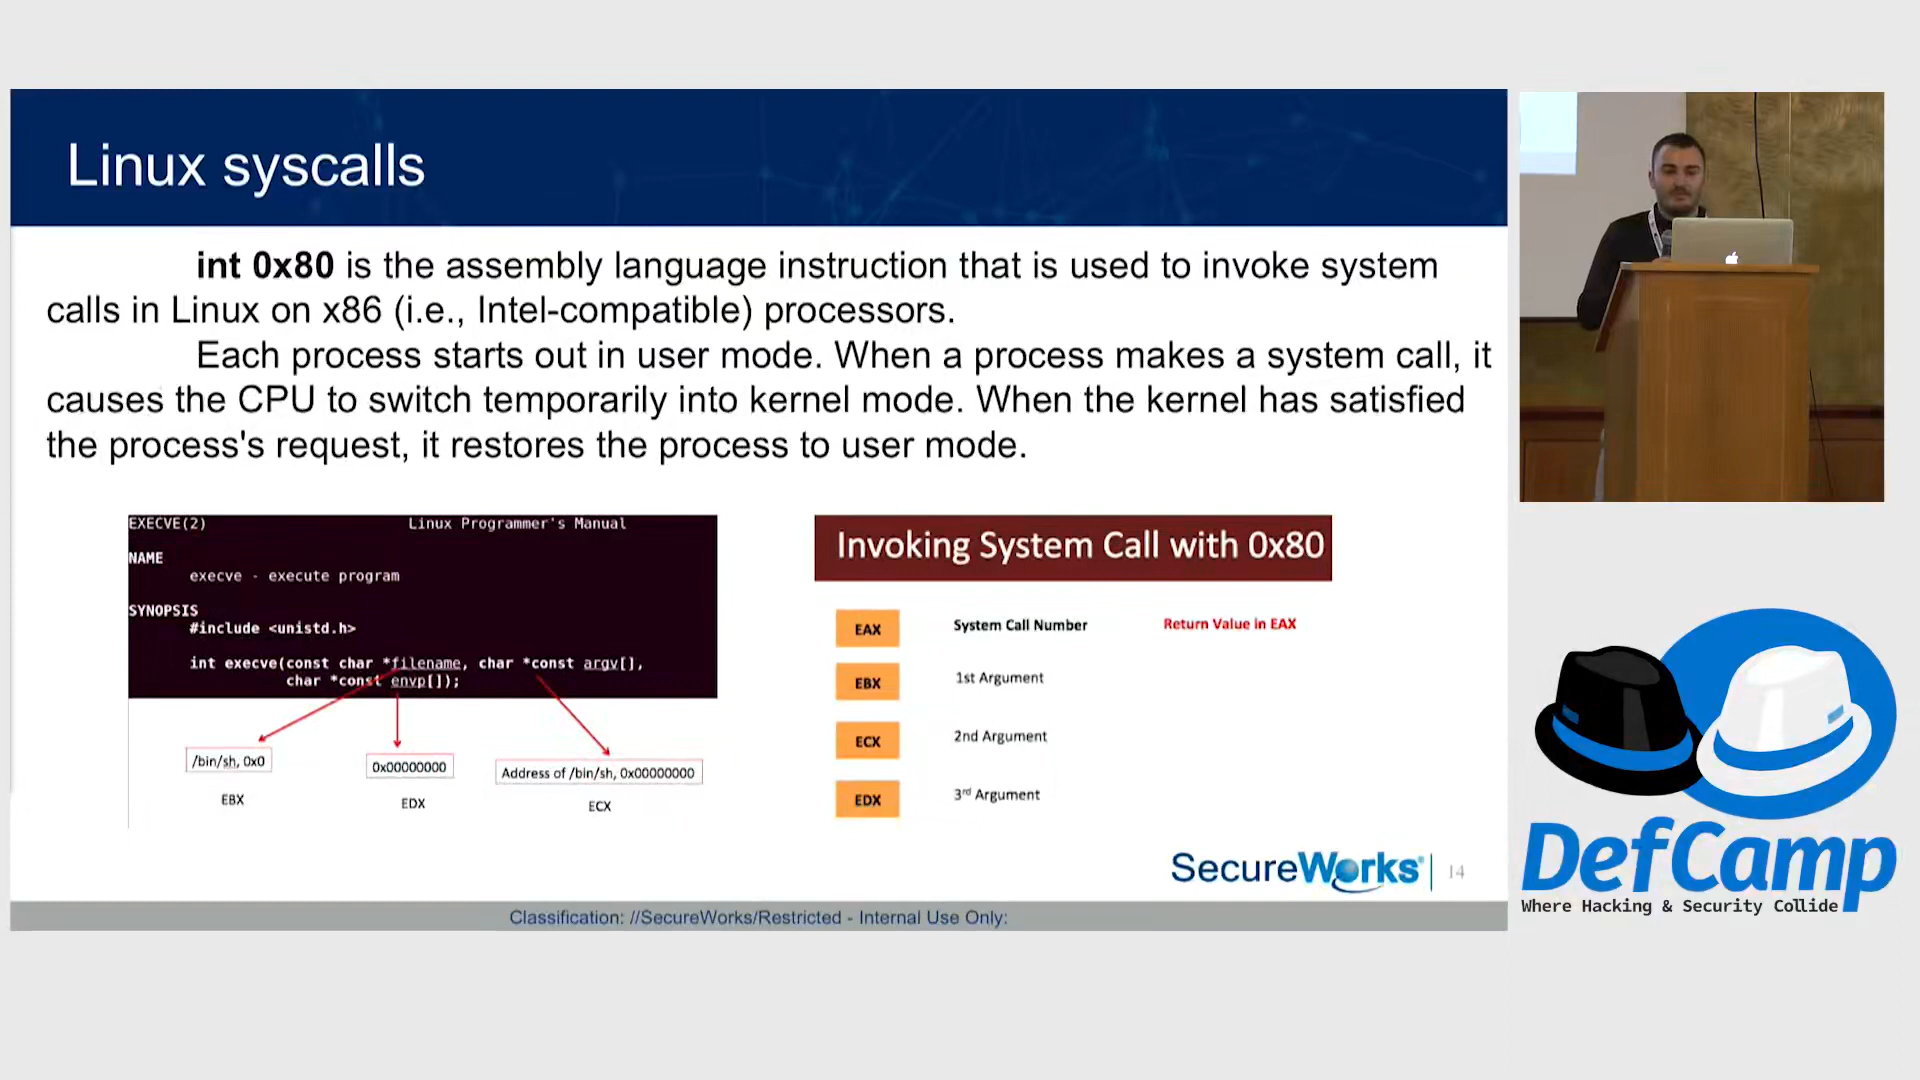 Linux syscalls
int 0x80 is the assembly language instruction that is used to invoke system
calls in Linux on x86 (i.e., Intel-compatible) processors.
Each process starts out in user mode. When a process makes a system call, it
causes the CPU to switch temporarily into kernel mode. When the kernel has satisfied
the process's request, it restores the process to user mode.
EXECVE(2) Linux Programmer's Manual
NAME
execve - execute program
SYNOPSIS
#include <unistd.h>
int execve(const char *filename, char *const argv[],
char *const envp[]);
/bin/sh, 0x0
0x00000000
Address of /bin/sh, 0x00000000
EBX
EDX
ECX
Invoking System Call with 0x80
EAX System Call Number Return Value in EAX
EBX 1st Argument
ECX 2nd Argument
EDX 3rd Argument
SecureWorks® 14
Classification: //SecureWorks/Restricted - Internal Use Only:
DefCamp
Where Hacking & Security Collide